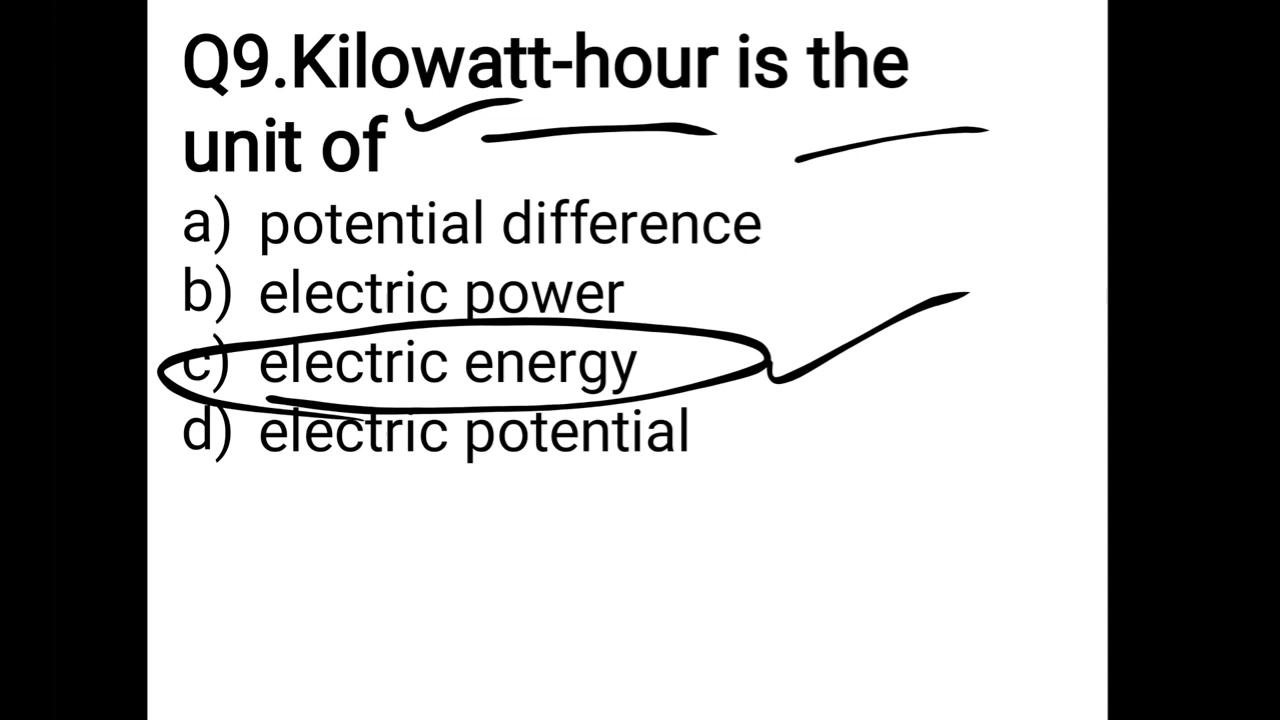 Q9.Kilowatt-hour is the
unit of
a) potential difference
b) electric power
c) electric energy
d) electric potential